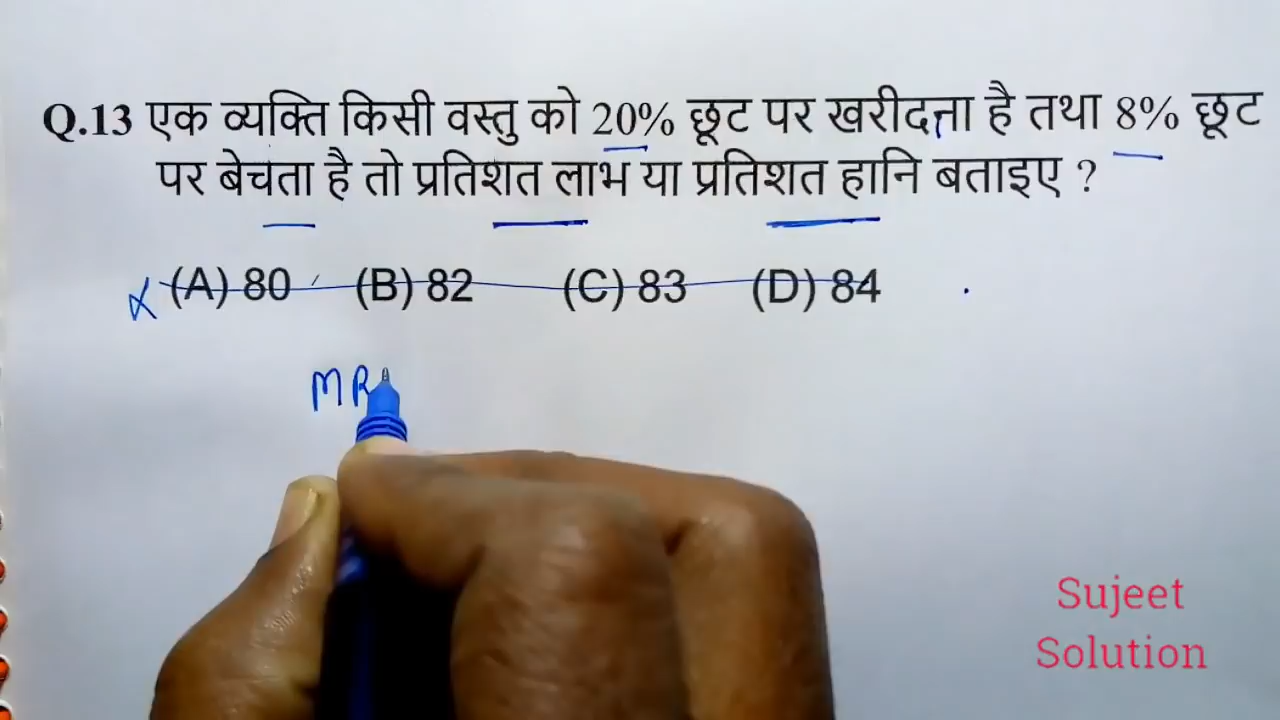 Q.13 एक व्यक्ति किसी वस्तु को 20% छूट पर खरीदता है तथा 8% छूट
पर बेचता है तो प्रतिशत लाभ या प्रतिशत हानि बताइए ?
(A) 80 (B) 82 (C) 83 (D) 84
MR
Sujeet
Solution